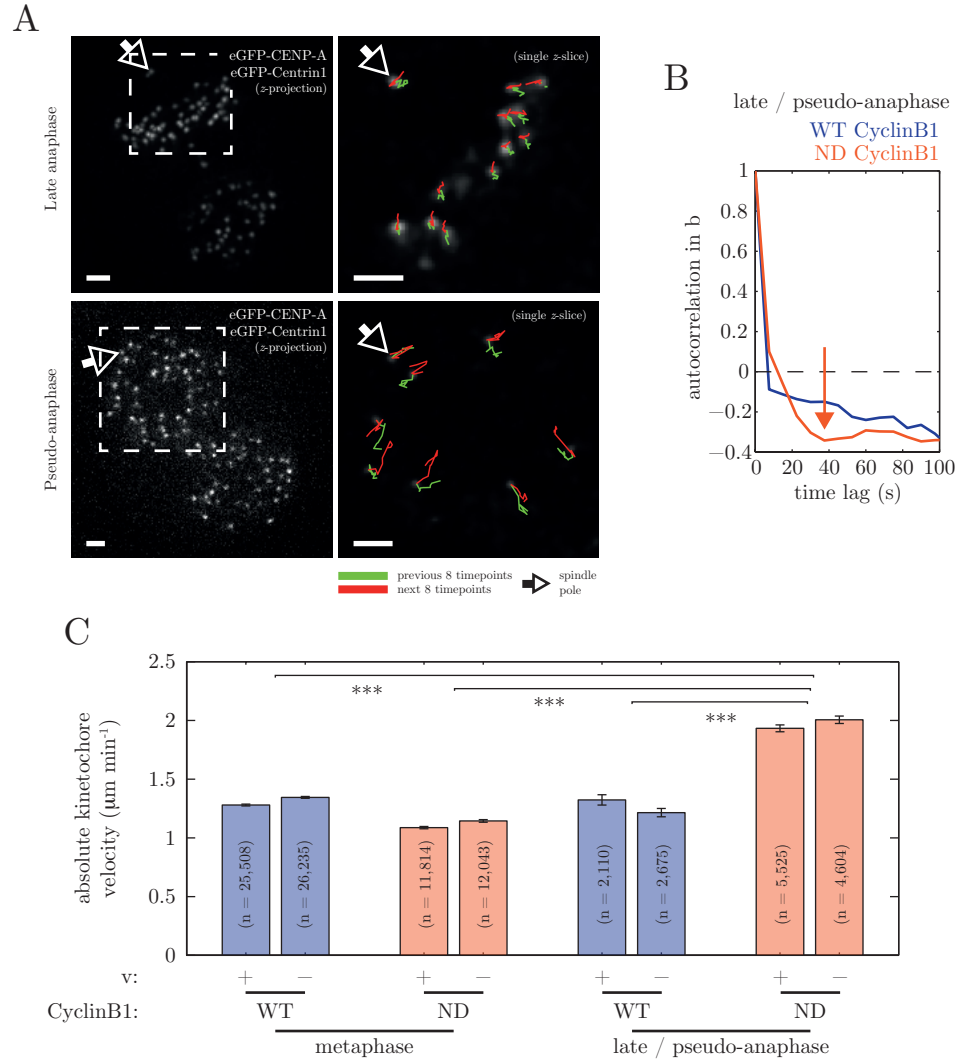 A
Late anaphase
eGFP-CENP-A
eGFP-Centrin1
(z-projection)
(single z-slice)
Pseudo-anaphase
eGFP-CENP-A
eGFP-Centrin1
(z-projection)
(single z-slice)
previous 8 timepoints
next 8 timepoints
spindle
pole
B
late / pseudo-anaphase
WT CyclinB1
ND CyclinB1
autocorrelation in b
1
0.8
0.6
0.4
0.2
0
−0.2
−0.4
0 20 40 60 80 100
time lag (s)
C
absolute kinetochore
velocity (µm min-1)
2.5
2
1.5
1
0.5
0
***
***
***
(n = 25,508)
(n = 26,235)
(n = 11,814)
(n = 12,043)
(n = 2,110)
(n = 2,675)
(n = 5,525)
(n = 4,604)
v: + − + − + − + −
CyclinB1: WT ND WT ND
metaphase late / pseudo-anaphase